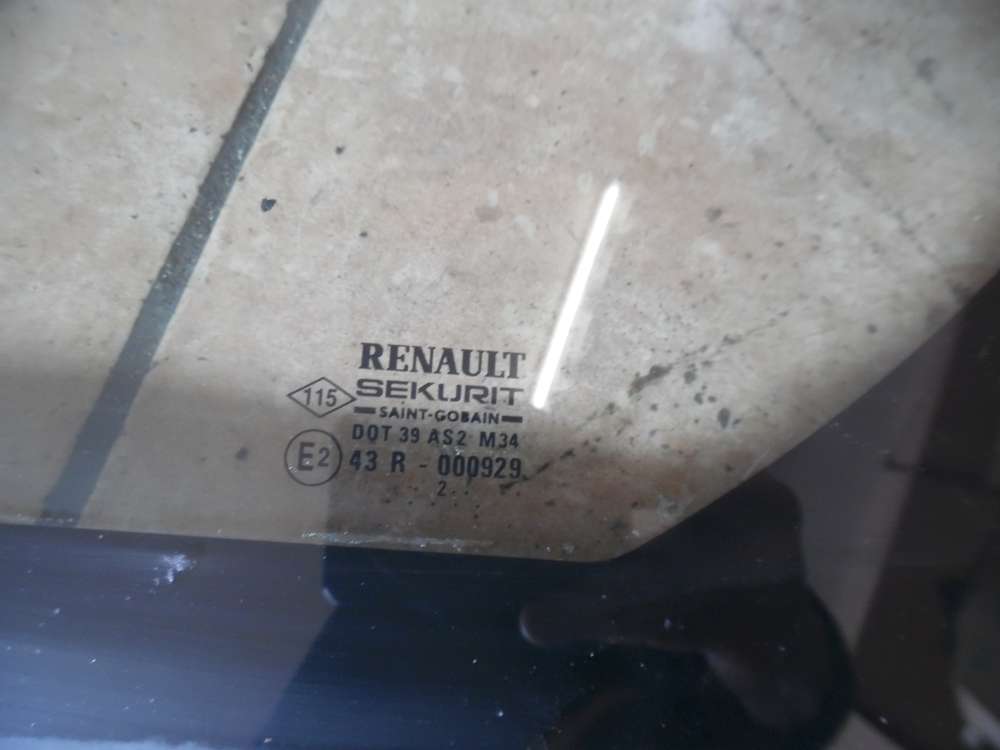 RENAULT
115
SEKURIT
SAINT-GOBAIN
DOT 39 AS2 M34
E2
43 R - 000929
2